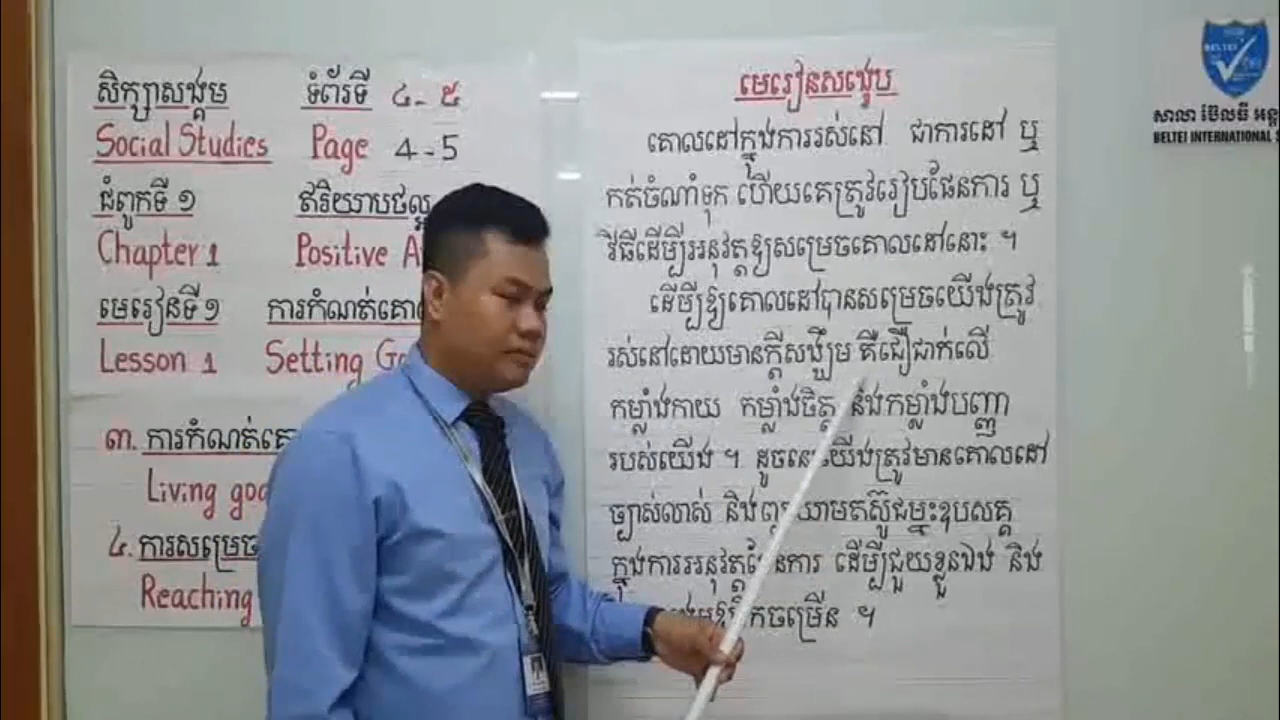 សិក្សាសង្គម ទំព័រទី ៤-៥
Social Studies Page 4-5
ជំពូកទី ១ ឥរិយាបថល្អ
Chapter 1 Positive
មេរៀនទី ១ ការកំណត់គោល
Lesson 1 Setting
៣. ការកំណត់
Living
៤. ការសម្រេច
Reaching
មេរៀនសង្ខេប
គោលដៅក្នុងការរស់នៅ ជាការដៅ ឬ
កត់ចំណាំទុក ហើយគេត្រូវរៀបផែនការ ឬ
វិធីដើម្បីអនុវត្តឱ្យសម្រេចគោលដៅនោះ ។
ដើម្បីឱ្យគោលដៅបានសម្រេចយើងត្រូវ
រស់នៅដោយមានក្តីសង្ឃឹម គឺជឿជាក់លើ
កម្លាំងកាយ កម្លាំងចិត្ត និងកម្លាំងបញ្ញា
របស់យើង ។ ដូចនេះយើងត្រូវមានគោលដៅ
ច្បាស់លាស់ និងព្យាយាមតស៊ូជម្នះឧបសគ្គ
ក្នុងការអនុវត្តផែនការ ដើម្បីជួយខ្លួនឯង និង
ចម្រើន ។
BELTEI
សាលា ប៊ែលធី អន្ត
BELTEI INTERNATIONAL S